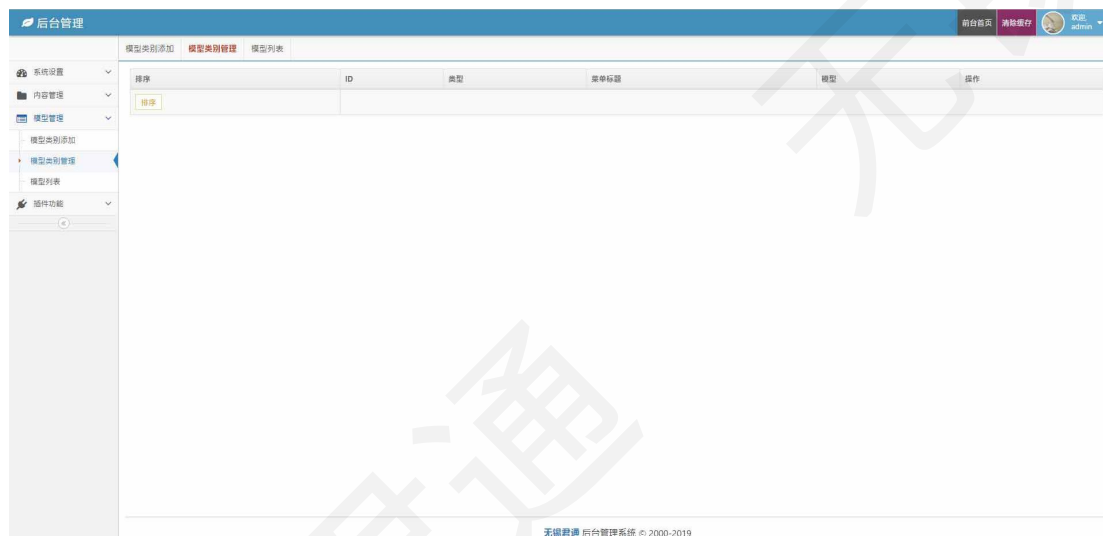 后台管理
前台首页 清除缓存 欢迎, admin
模型类别添加 模型类别管理 模型列表
系统设置
内容管理
模型管理
模型类别添加
模型类别管理
模型列表
插件功能
排序 ID 类型 菜单标题 模型 操作
排序
无锡君通 后台管理系统 © 2000-2019
君通
无锡